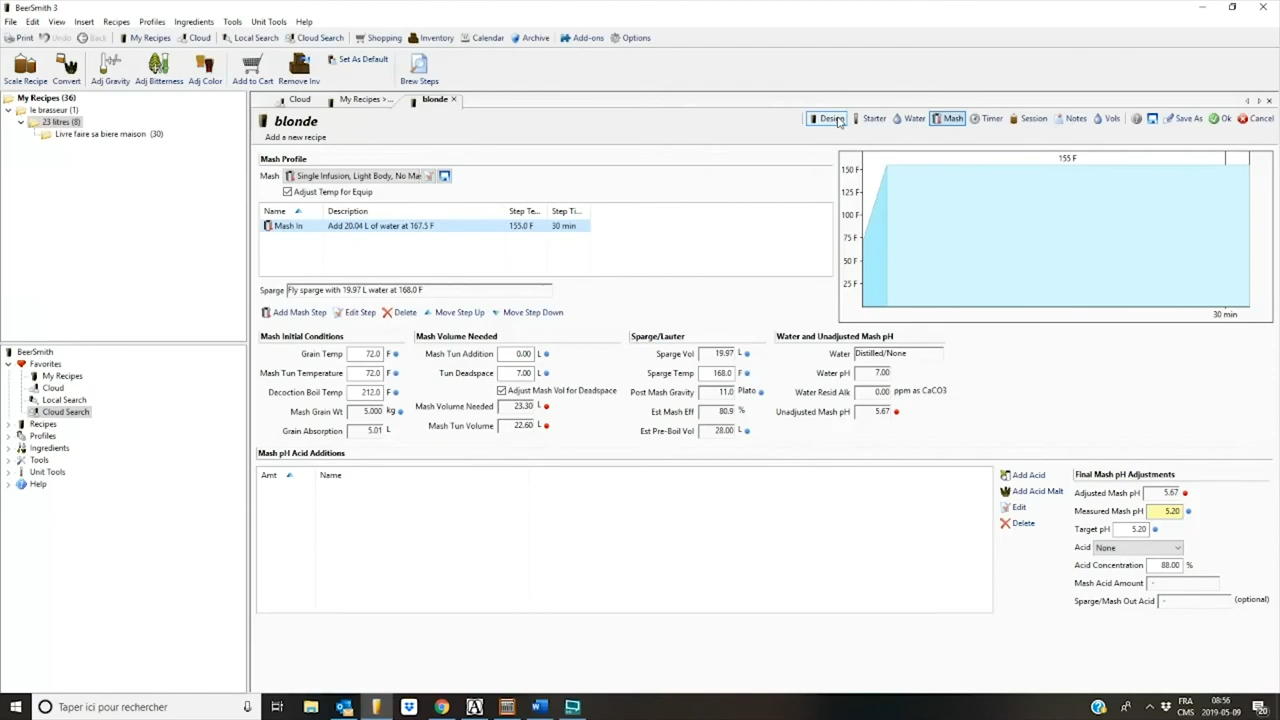 BeerSmith 3
File Edit View Insert Recipes Profiles Ingredients Tools Unit Tools Help
Print Undo Back My Recipes Cloud Local Search Cloud Search Shopping Inventory Calendar Archive Add-ons Options
Set As Default
Scale Recipe Convert Adj Gravity Adj Bitterness Adj Color Add to Cart Remove Inv Brew Steps
My Recipes (36)
le brasseur (1)
23 litres (8)
Livre faire sa biere maison (30)
Cloud My Recipes >... blonde
blonde
Add a new recipe
Design Starter Water Mash Timer Session Notes Vols Save As Ok Cancel
Mash Profile
Mash Single Infusion, Light Body, No Ma
Adjust Temp for Equip
Name Description Step Te... Step Ti...
Mash In Add 20.04 L of water at 167.5 F 155.0 F 30 min
Sparge Fly sparge with 19.97 L water at 168.0 F
Add Mash Step Edit Step Delete Move Step Up Move Step Down
155 F
150 F
125 F
100 F
75 F
50 F
25 F
30 min
Mash Initial Conditions
Grain Temp 72.0 F
Mash Tun Temperature 72.0 F
Decoction Boil Temp 212.0 F
Mash Grain Wt 5.000 kg
Grain Absorption 5.01 L
Mash Volume Needed
Mash Tun Addition 0.00 L
Tun Deadspace 7.00 L
Adjust Mash Vol for Deadspace
Mash Volume Needed 23.30 L
Mash Tun Volume 22.60 L
Sparge/Lauter
Sparge Vol 19.97 L
Sparge Temp 168.0 F
Post Mash Gravity 11.0 Plato
Est Mash Eff 80.9 %
Est Pre-Boil Vol 28.00 L
Water and Unadjusted Mash pH
Water Distilled/None
Water pH 7.00
Water Resid Alk 0.00 ppm as CaCO3
Unadjusted Mash pH 5.67
Mash pH Acid Additions
Amt Name
Add Acid
Add Acid Malt
Edit
Delete
Final Mash pH Adjustments
Adjusted Mash pH 5.67
Measured Mash pH 5.20
Target pH 5.20
Acid None
Acid Concentration 88.00 %
Mash Acid Amount -
Sparge/Mash Out Acid - (optional)
BeerSmith
Favorites
My Recipes
Cloud
Local Search
Cloud Search
Recipes
Profiles
Ingredients
Tools
Unit Tools
Help
Taper ici pour rechercher
FRA
CMS
08:56
2019-05-09
20